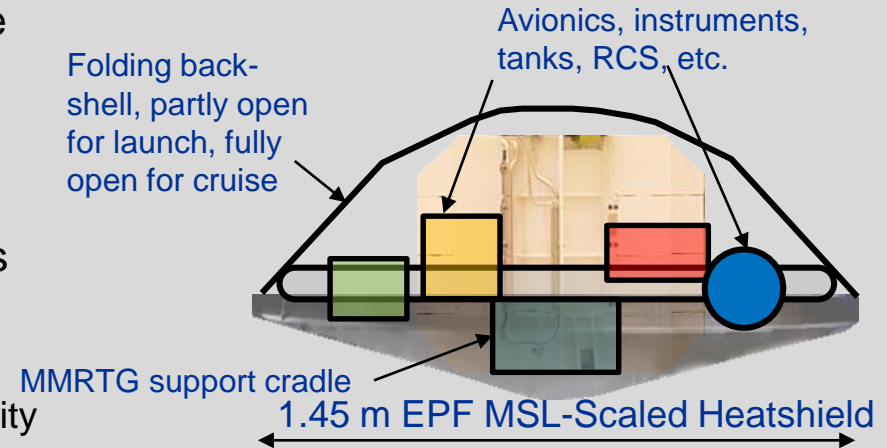 e
Avionics, instruments,
tanks, RCS, etc.
Folding back-
shell, partly open
for launch, fully
open for cruise
s
MMRTG support cradle
ity
1.45 m EPF MSL-Scaled Heatshield